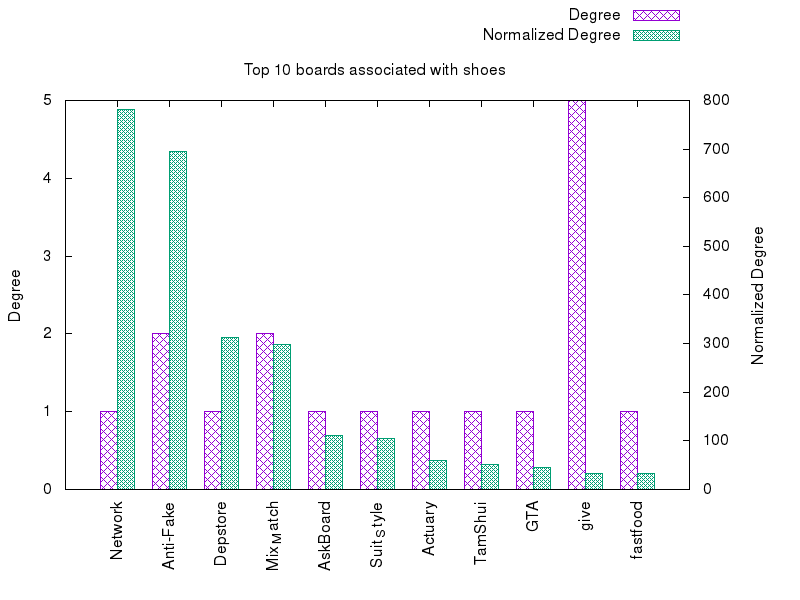 Degree
Normalized Degree
Top 10 boards associated with shoes
5
4
3
2
1
0
Degree
800
700
600
500
400
300
200
100
0
Normalized Degree
Network
Anti-Fake
Depstore
MixMatch
AskBoard
SuitStyle
Actuary
TamShui
GTA
give
fastfood